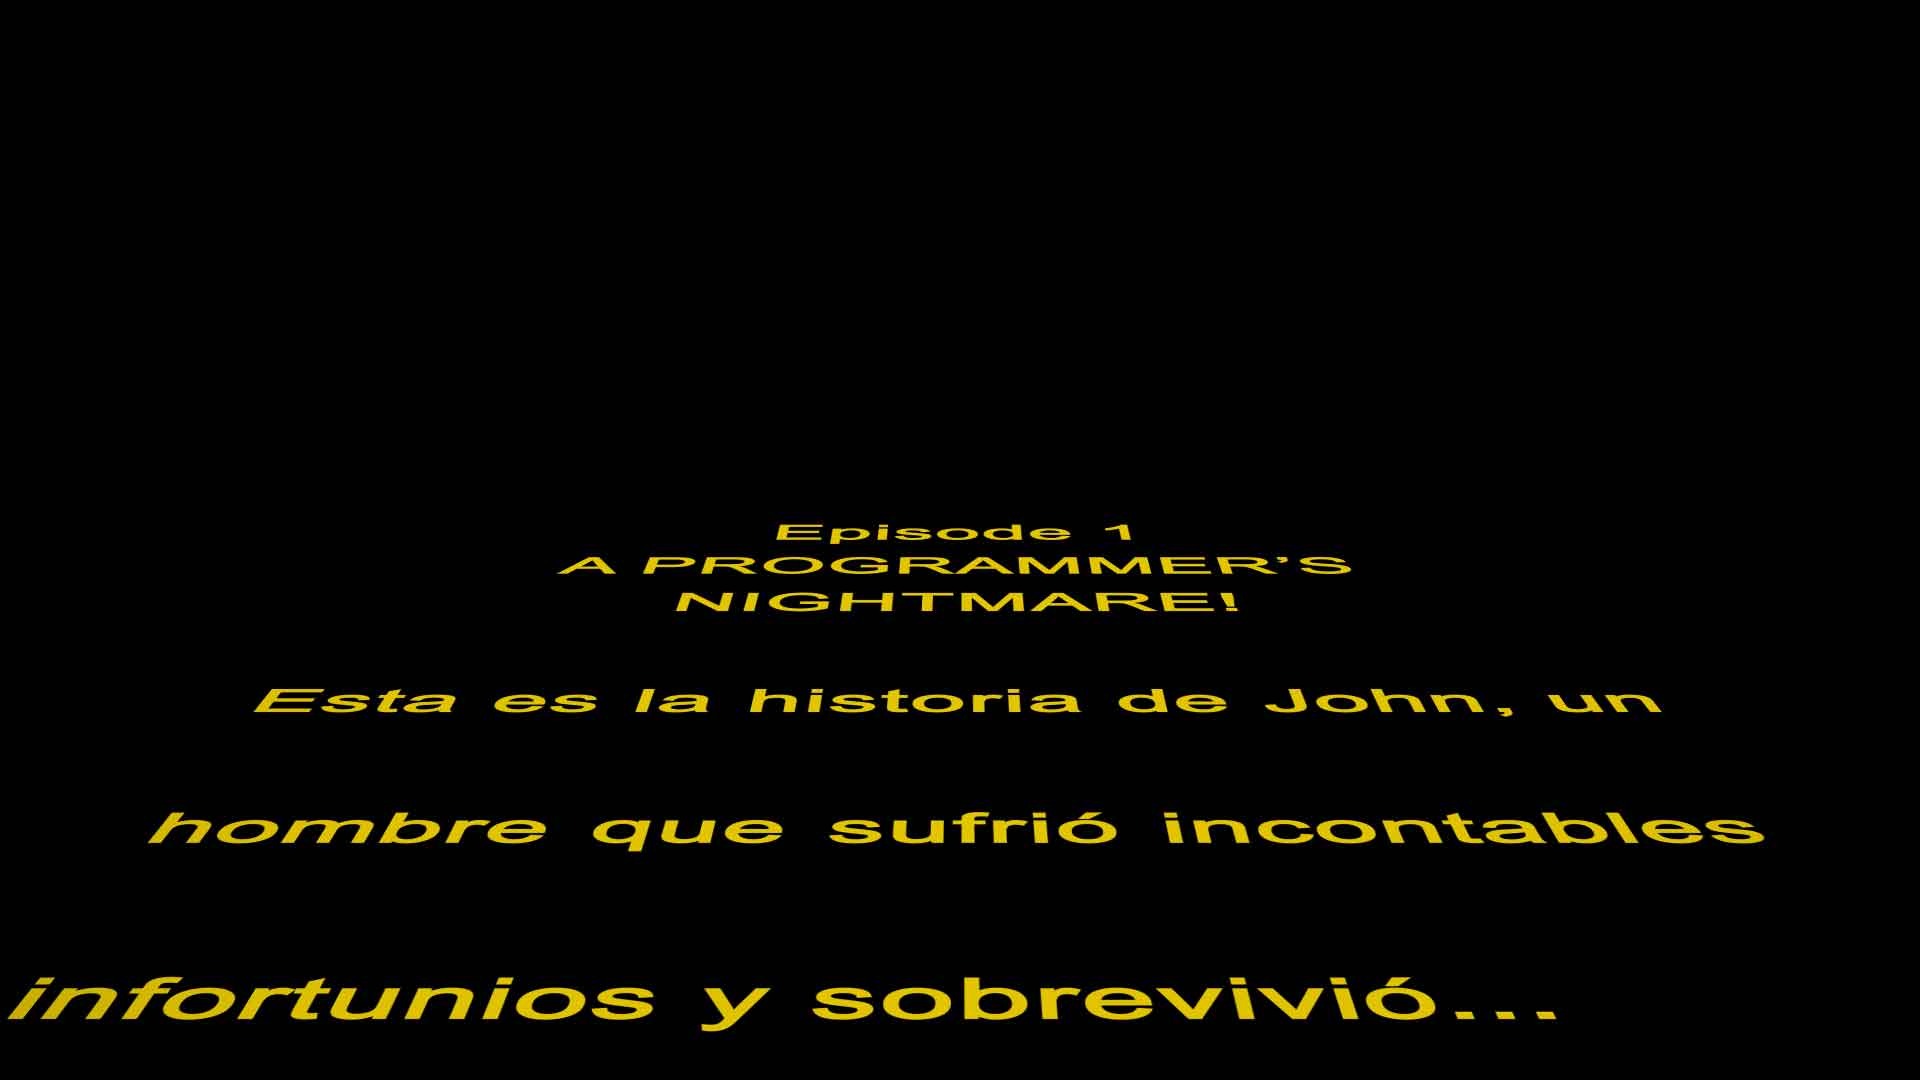 Episode 1
A PROGRAMMER’S
NIGHTMARE!
Esta es la historia de John, un
hombre que sufrió incontables
infortunios y sobrevivió...